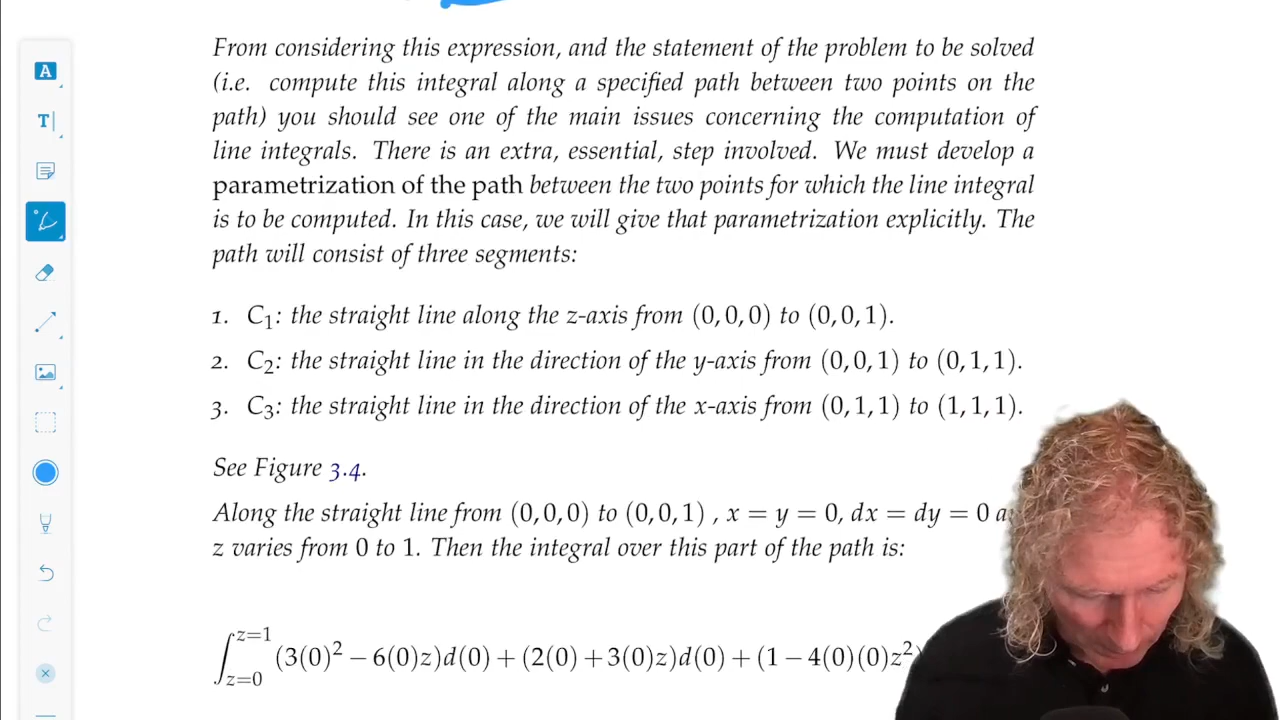 A
T
From considering this expression, and the statement of the problem to be solved
(i.e. compute this integral along a specified path between two points on the
path) you should see one of the main issues concerning the computation of
line integrals. There is an extra, essential, step involved. We must develop a
parametrization of the path between the two points for which the line integral
is to be computed. In this case, we will give that parametrization explicitly. The
path will consist of three segments:
1. C₁: the straight line along the z-axis from (0, 0, 0) to (0, 0, 1).
2. C₂: the straight line in the direction of the y-axis from (0, 0, 1) to (0, 1, 1).
3. C₃: the straight line in the direction of the x-axis from (0, 1, 1) to (1, 1, 1).
See Figure 3.4.
Along the straight line from (0, 0, 0) to (0, 0, 1) , x = y = 0, dx = dy = 0
z varies from 0 to 1. Then the integral over this part of the path is:
∫_{z=0}^{z=1} (3(0)² − 6(0)z)d(0) + (2(0) + 3(0)z)d(0) + (1 − 4(0)(0)z²)